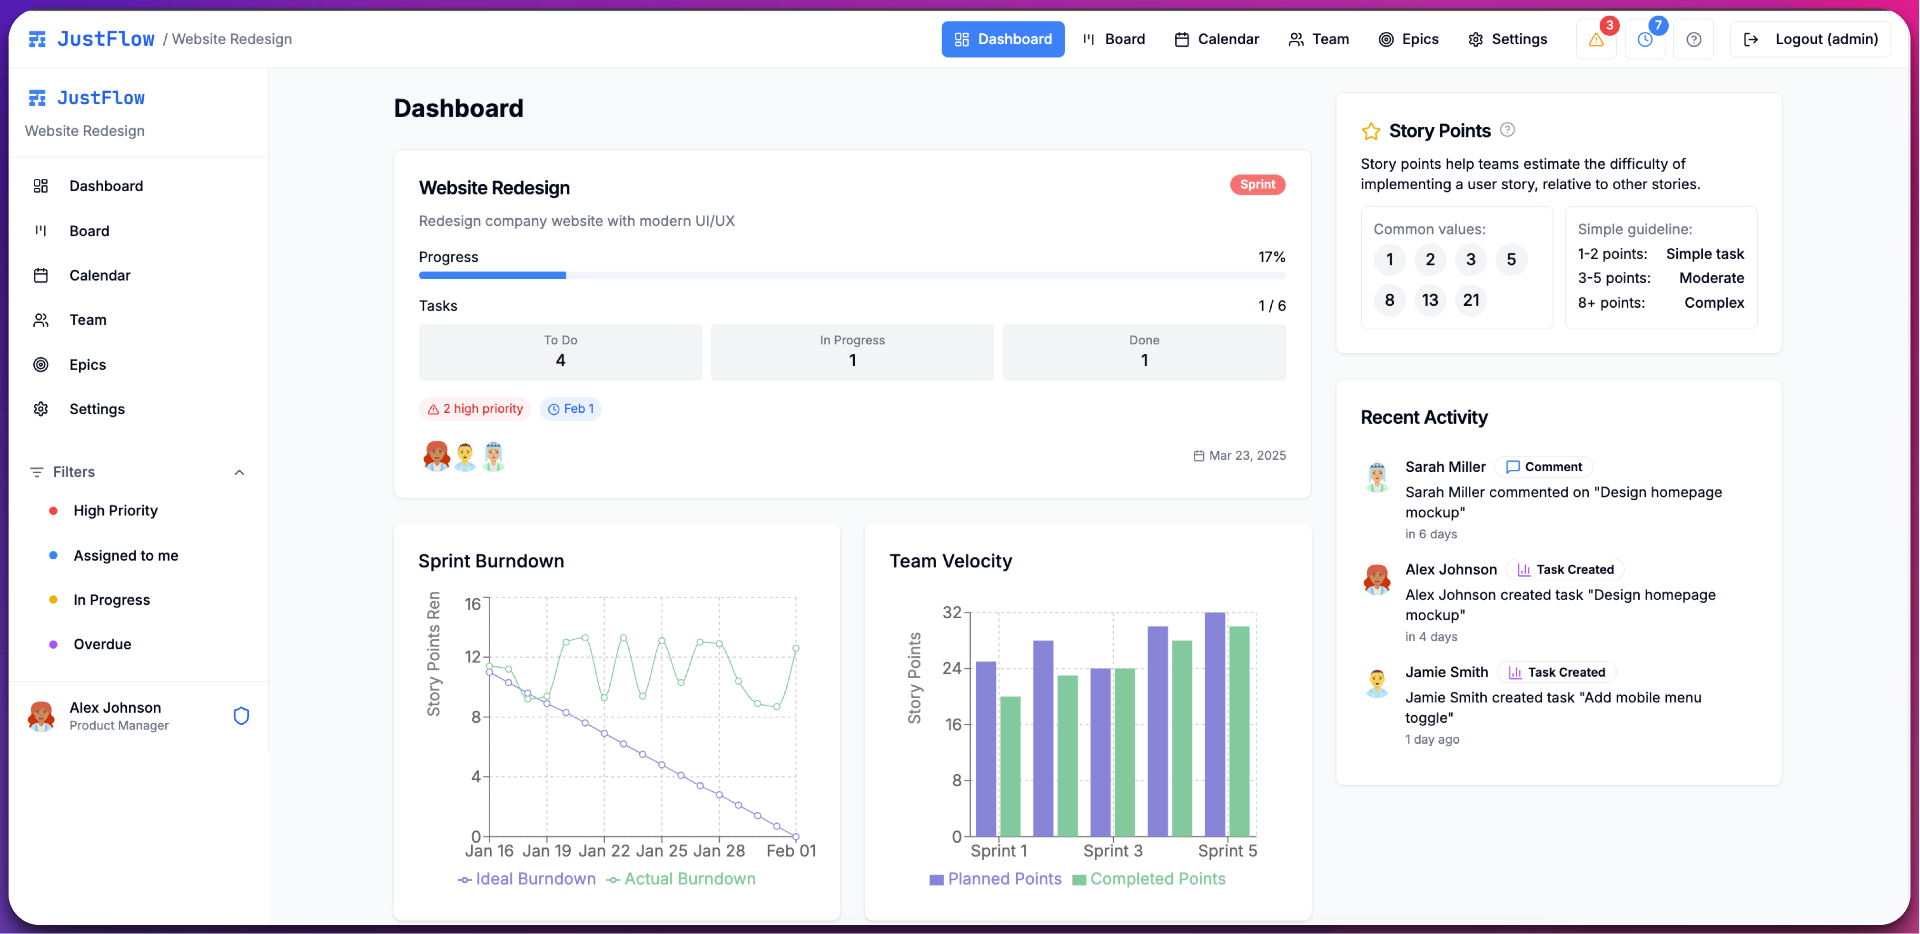 JustFlow / Website Redesign
Dashboard
Board
Calendar
Team
Epics
Settings
3
7
Logout (admin)
JustFlow
Website Redesign
Dashboard
Board
Calendar
Team
Epics
Settings
Filters
High Priority
Assigned to me
In Progress
Overdue
Alex Johnson
Product Manager
Dashboard
Website Redesign
Sprint
Redesign company website with modern UI/UX
Progress
17%
Tasks
1 / 6
To Do
4
In Progress
1
Done
1
2 high priority
Feb 1
Mar 23, 2025
Sprint Burndown
Story Points Ren
16
12
8
4
0
Jan 16 Jan 19 Jan 22 Jan 25 Jan 28 Feb 01
Ideal Burndown Actual Burndown
Team Velocity
Story Points
32
24
16
8
0
Sprint 1 Sprint 3 Sprint 5
Planned Points Completed Points
Story Points
Story points help teams estimate the difficulty of
implementing a user story, relative to other stories.
Common values:
1 2 3 5
8 13 21
Simple guideline:
1-2 points: Simple task
3-5 points: Moderate
8+ points: Complex
Recent Activity
Sarah Miller Comment
Sarah Miller commented on "Design homepage
mockup"
in 6 days
Alex Johnson Task Created
Alex Johnson created task "Design homepage
mockup"
in 4 days
Jamie Smith Task Created
Jamie Smith created task "Add mobile menu
toggle"
1 day ago